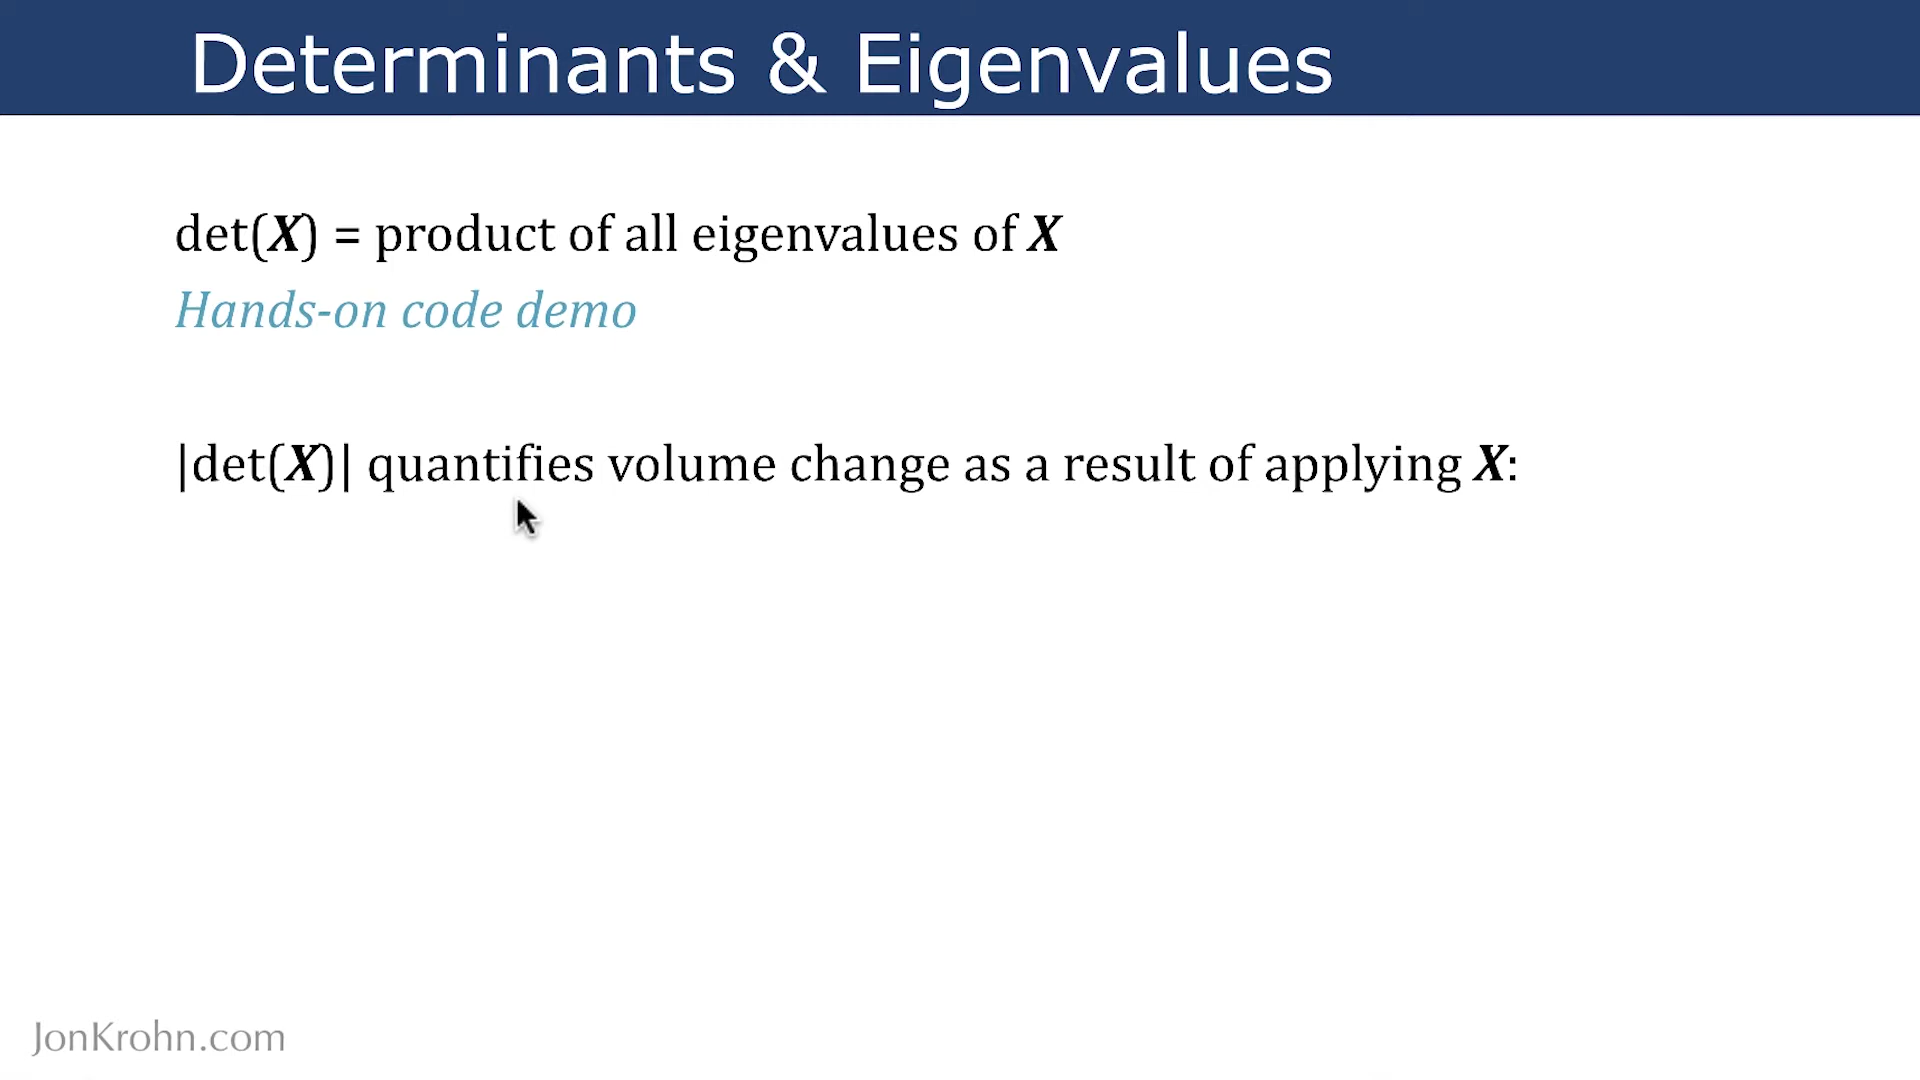 Determinants & Eigenvalues
det(X) = product of all eigenvalues of X
Hands-on code demo
|det(X)| quantifies volume change as a result of applying X:
JonKrohn.com